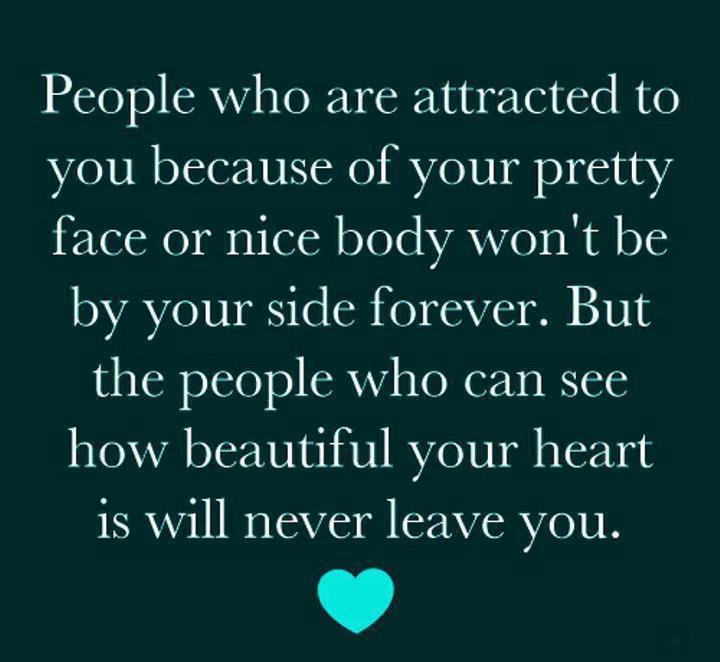 People who are attracted to
you because of your pretty
face or nice body won't be
by your side forever. But
the people who can see
how beautiful your heart
is will never leave you.